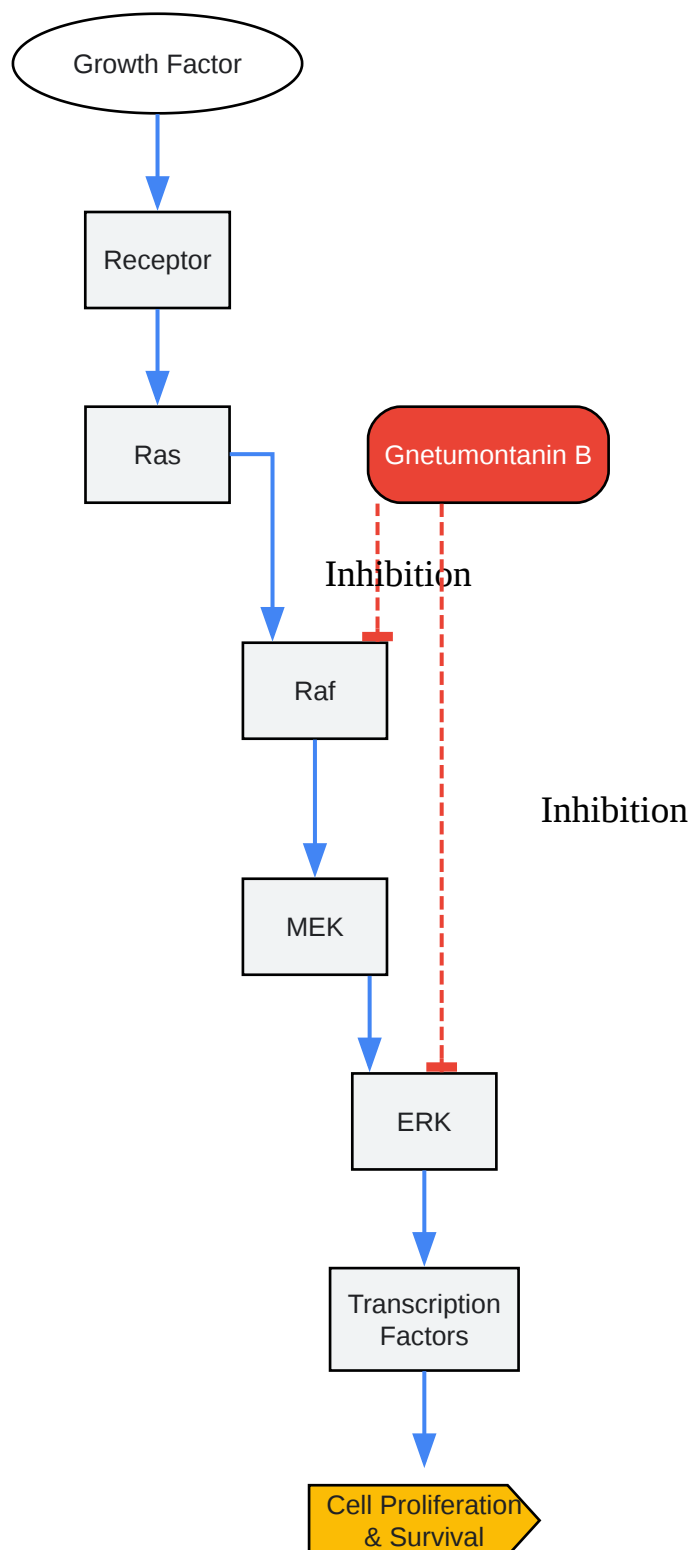 Growth Factor
Receptor
Ras
Gnetumontanin B
Inhibition
Raf
Inhibition
MEK
ERK
Transcription
Factors
Cell Proliferation
& Survival